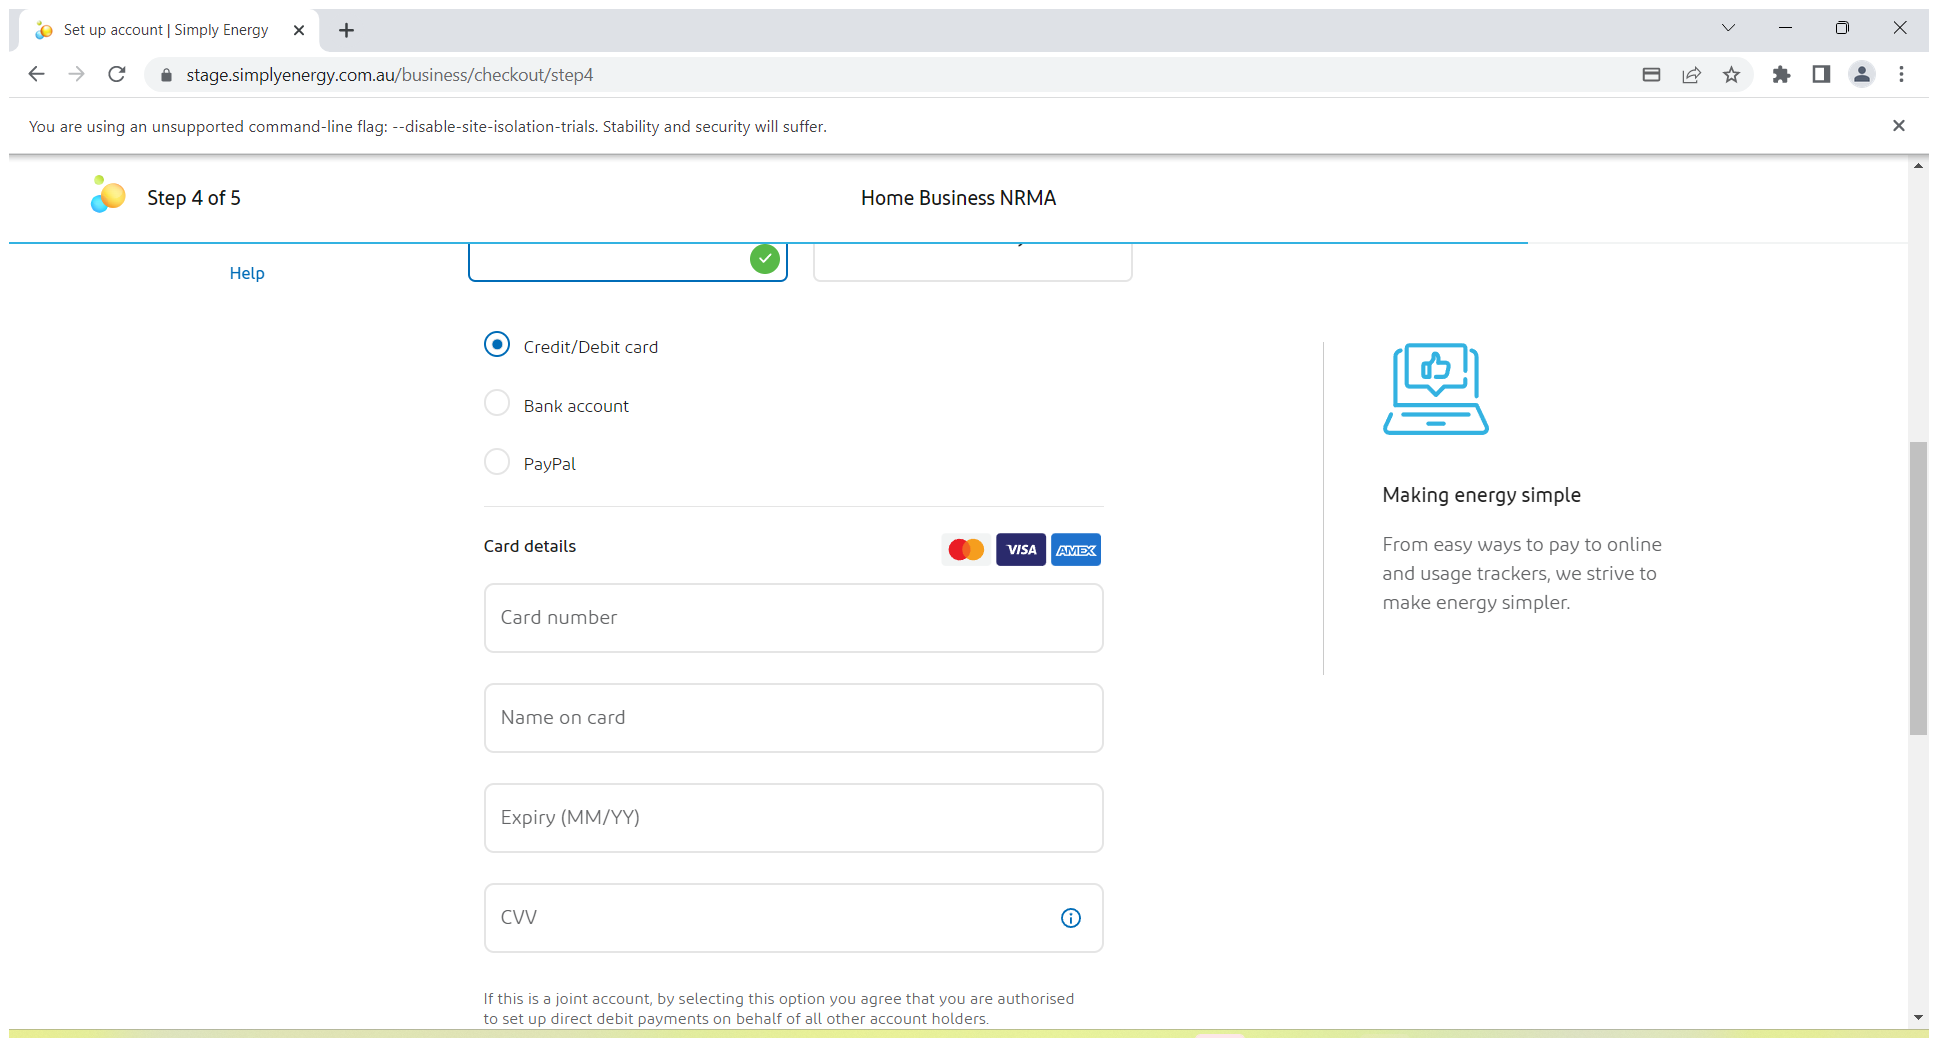 Set up account | Simply Energy
stage.simplyenergy.com.au/business/checkout/step4
You are using an unsupported command-line flag: --disable-site-isolation-trials. Stability and security will suffer.
Step 4 of 5
Home Business NRMA
Help
Credit/Debit card
Bank account
PayPal
Card details
VISA
AMEX
Card number
Name on card
Expiry (MM/YY)
CVV
If this is a joint account, by selecting this option you agree that you are authorised
to set up direct debit payments on behalf of all other account holders.
Making energy simple
From easy ways to pay to online
and usage trackers, we strive to
make energy simpler.